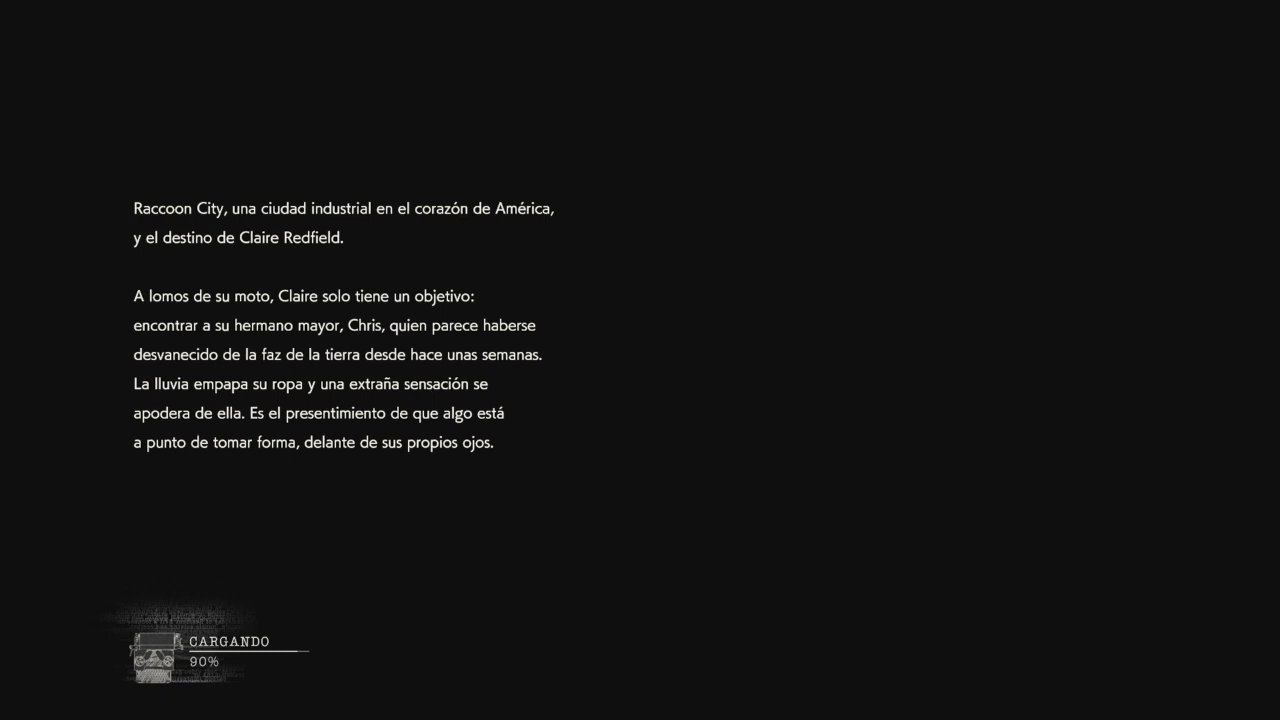 Raccoon City, una ciudad industrial en el corazón de América,
y el destino de Claire Redfield.
A lomos de su moto, Claire solo tiene un objetivo:
encontrar a su hermano mayor, Chris, quien parece haberse
desvanecido de la faz de la tierra desde hace unas semanas.
La lluvia empapa su ropa y una extraña sensación se
apodera de ella. Es el presentimiento de que algo está
a punto de tomar forma, delante de sus propios ojos.
CARGANDO
90%